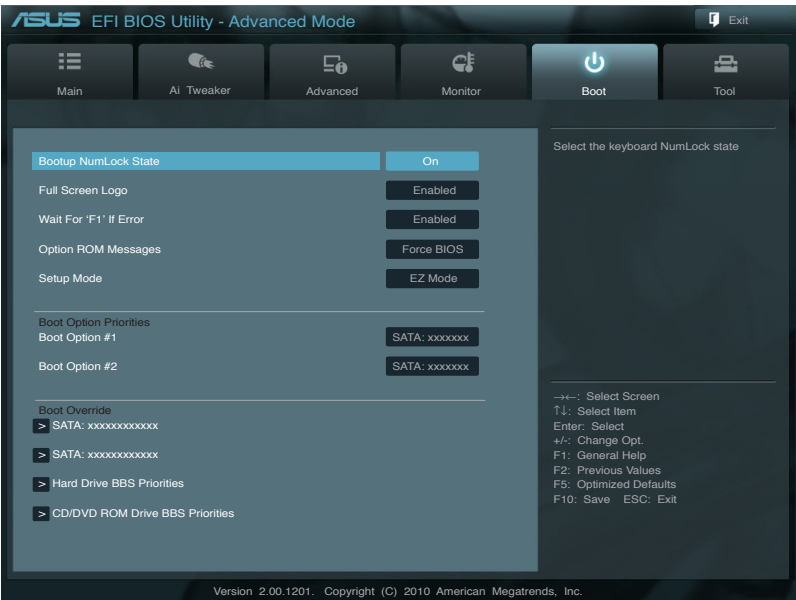 ASUS EFI BIOS Utility - Advanced Mode
Exit
Main
Ai Tweaker
Advanced
Monitor
Boot
Tool
Bootup NumLock State On
Full Screen Logo Enabled
Wait For ‘F1’ If Error Enabled
Option ROM Messages Force BIOS
Setup Mode EZ Mode
Boot Option Priorities
Boot Option #1 SATA: xxxxxxx
Boot Option #2 SATA: xxxxxxx
Boot Override
> SATA: xxxxxxxxxxxx
> SATA: xxxxxxxxxxxx
> Hard Drive BBS Priorities
> CD/DVD ROM Drive BBS Priorities
Select the keyboard NumLock state
→←: Select Screen
↑↓: Select Item
Enter: Select
+/-: Change Opt.
F1: General Help
F2: Previous Values
F5: Optimized Defaults
F10: Save ESC: Exit
Version 2.00.1201. Copyright (C) 2010 American Megatrends, Inc.